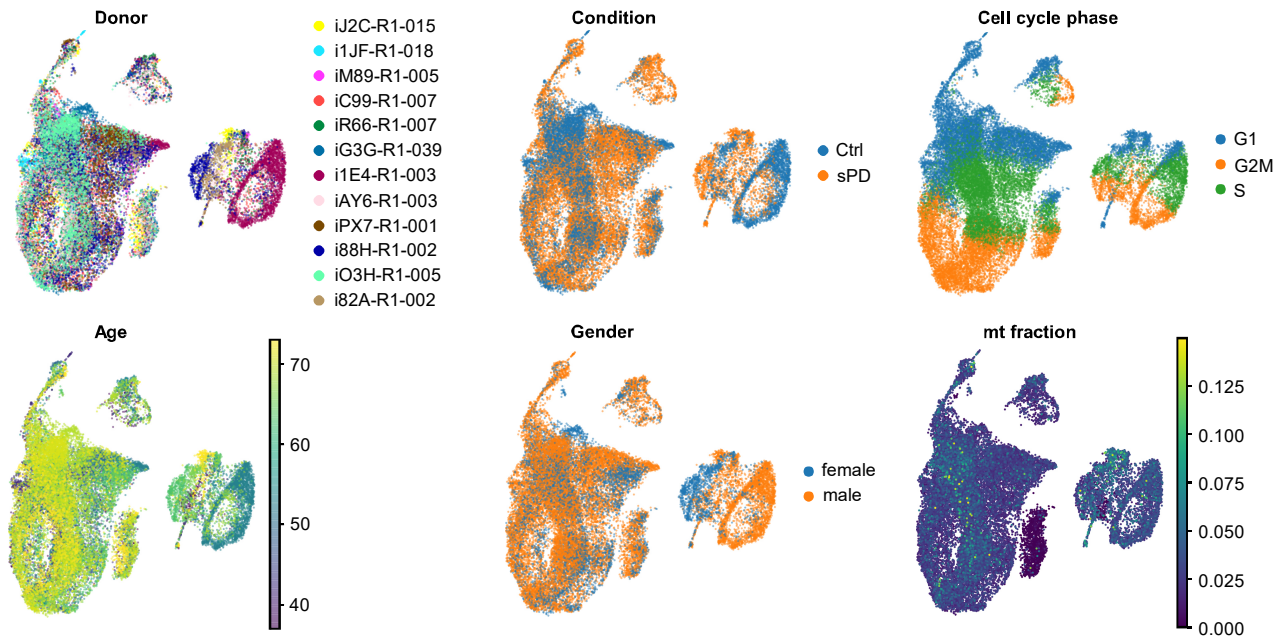 Donor
iJ2C-R1-015
i1JF-R1-018
iM89-R1-005
iC99-R1-007
iR66-R1-007
iG3G-R1-039
i1E4-R1-003
iAY6-R1-003
iPX7-R1-001
i88H-R1-002
iO3H-R1-005
i82A-R1-002
Condition
Ctrl
sPD
Cell cycle phase
G1
G2M
S
Age
70
60
50
40
Gender
female
male
mt fraction
0.125
0.100
0.075
0.050
0.025
0.000